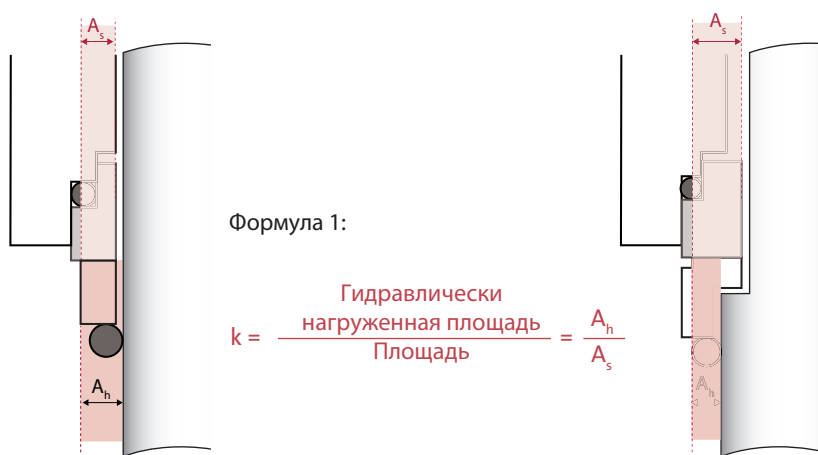 Aₛ
Aₛ
Формула 1:
Гидравлически
k = нагруженная площадь = Aₕ
Площадь Aₛ
Aₕ
Aₕ